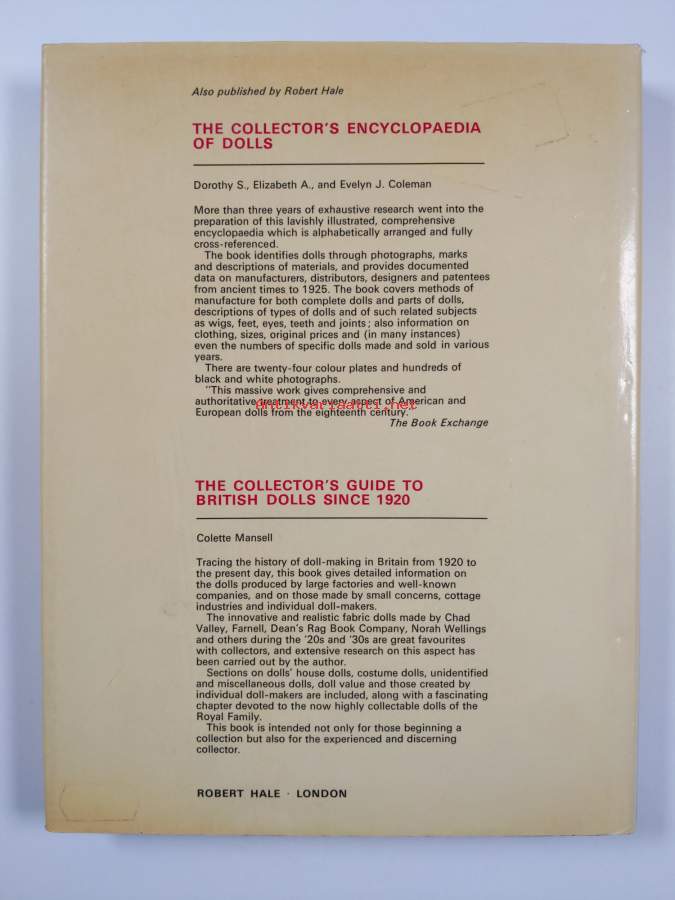 Also published by Robert Hale
THE COLLECTOR'S ENCYCLOPAEDIA
OF DOLLS
Dorothy S., Elizabeth A., and Evelyn J. Coleman
More than three years of exhaustive research went into the
preparation of this lavishly illustrated, comprehensive
encyclopaedia which is alphabetically arranged and fully
cross-referenced.
The book identifies dolls through photographs, marks
and descriptions of materials, and provides documented
data on manufacturers, distributors, designers and patentees
from ancient times to 1925. The book covers methods of
manufacture for both complete dolls and parts of dolls,
descriptions of types of dolls and of such related subjects
as wigs, feet, eyes, teeth and joints; also information on
clothing, sizes, original prices and (in many instances)
even the numbers of specific dolls made and sold in various
years.
There are twenty-four colour plates and hundreds of
black and white photographs.
"This massive work gives comprehensive and
authoritative treatment to every aspect of American and
Antikvariaatti.net
European dolls from the eighteenth century."
The Book Exchange
THE COLLECTOR'S GUIDE TO
BRITISH DOLLS SINCE 1920
Colette Mansell
Tracing the history of doll-making in Britain from 1920 to
the present day, this book gives detailed information on
the dolls produced by large factories and well-known
companies, and on those made by small concerns, cottage
industries and individual doll-makers.
The innovative and realistic fabric dolls made by Chad
Valley, Farnell, Dean's Rag Book Company, Norah Wellings
and others during the '20s and '30s are great favourites
with collectors, and extensive research on this aspect has
been carried out by the author.
Sections on dolls' house dolls, costume dolls, unidentified
and miscellaneous dolls, doll value and those created by
individual doll-makers are included, along with a fascinating
chapter devoted to the now highly collectable dolls of the
Royal Family.
This book is intended not only for those beginning a
collection but also for the experienced and discerning
collector.
ROBERT HALE · LONDON